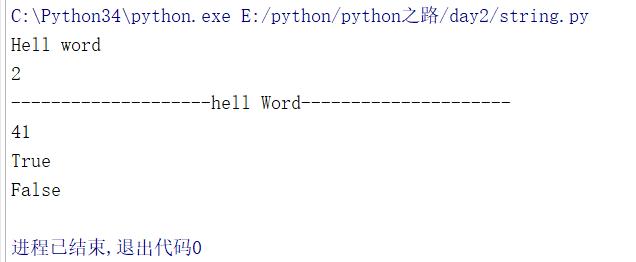 C:\Python34\python.exe E:/python/python之路/day2/string.py
Hell word
2
--------------------hell Word---------------------
41
True
False
进程已结束,退出代码0